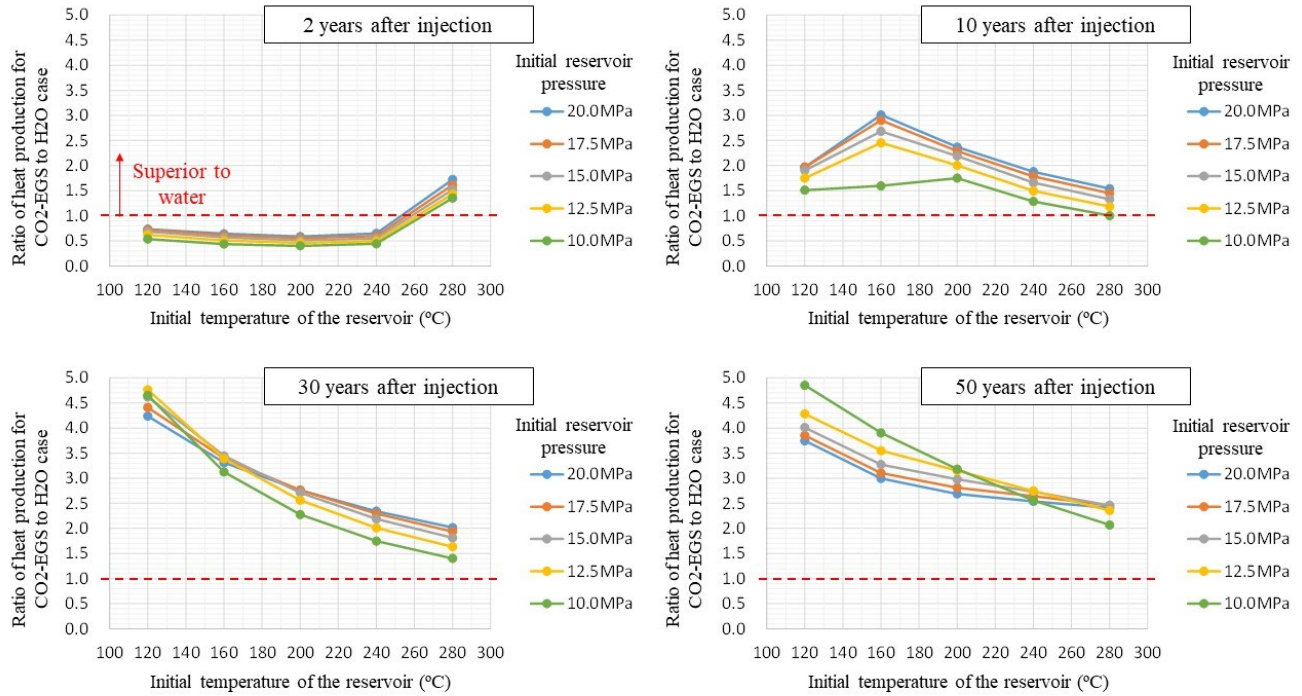 2 years after injection
Ratio of heat production for
CO2-EGS to H2O case
5.0
4.5
4.0
3.5
3.0
2.5
2.0
1.5
1.0
0.5
0.0
Superior to
water
100 120 140 160 180 200 220 240 260 280 300
Initial temperature of the reservoir (ºC)
Initial reservoir
pressure
20.0MPa
17.5MPa
15.0MPa
12.5MPa
10.0MPa
10 years after injection
Ratio of heat production for
CO2-EGS to H2O case
5.0
4.5
4.0
3.5
3.0
2.5
2.0
1.5
1.0
0.5
0.0
100 120 140 160 180 200 220 240 260 280 300
Initial temperature of the reservoir (ºC)
Initial reservoir
pressure
20.0MPa
17.5MPa
15.0MPa
12.5MPa
10.0MPa
30 years after injection
Ratio of heat production for
CO2-EGS to H2O case
5.0
4.5
4.0
3.5
3.0
2.5
2.0
1.5
1.0
0.5
0.0
100 120 140 160 180 200 220 240 260 280 300
Initial temperature of the reservoir (ºC)
Initial reservoir
pressure
20.0MPa
17.5MPa
15.0MPa
12.5MPa
10.0MPa
50 years after injection
Ratio of heat production for
CO2-EGS to H2O case
5.0
4.5
4.0
3.5
3.0
2.5
2.0
1.5
1.0
0.5
0.0
100 120 140 160 180 200 220 240 260 280 300
Initial temperature of the reservoir (ºC)
Initial reservoir
pressure
20.0MPa
17.5MPa
15.0MPa
12.5MPa
10.0MPa